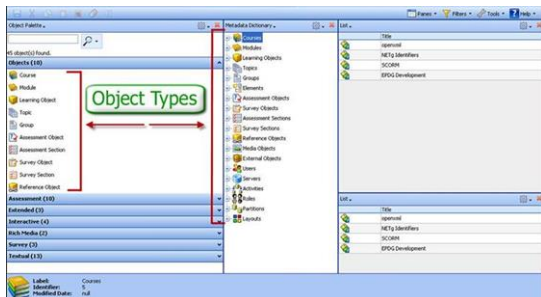 Panes Filters Tools Help
Object Palette
45 object(s) found.
Objects (10)
Course
Module
Learning Object
Topic
Group
Assessment Object
Assessment Section
Survey Object
Survey Section
Reference Object
Assessment (10)
Extended (3)
Interactive (4)
Rich Media (2)
Survey (3)
Textual (13)
Object Types
Metadata Dictionary
Courses
Modules
Learning Objects
Topics
Groups
Elements
Assessment Objects
Survey Objects
Assessment Sections
Survey Sections
Reference Objects
Media Objects
External Objects
Users
Servers
Activities
Roles
Partitions
Layouts
List
Title
openxml
NETg Identifiers
SCORM
EPDG Development
List
Title
openxml
NETg Identifiers
SCORM
EPDG Development
Label: Courses
Identifier: 5
Modified Date: null